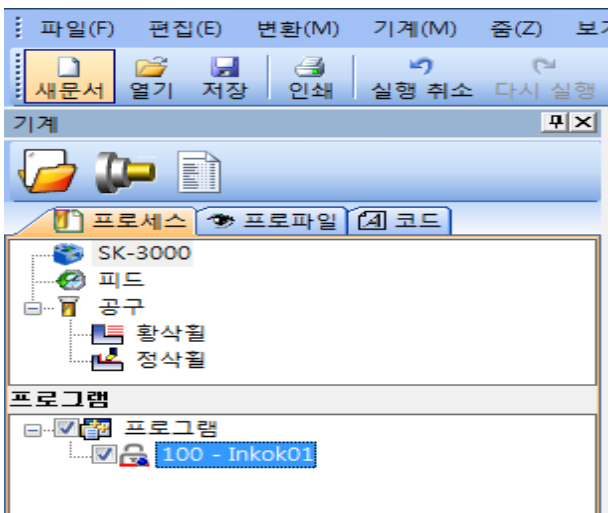 파일(F) 편집(E) 변환(M) 기계(M) 줌(Z) 보기
새문서 열기 저장 인쇄 실행 취소 다시 실행
기계
프로세스 프로파일 코드
SK-3000
피드
공구
황삭휠
정삭휠
프로그램
프로그램
100 - Inkok01